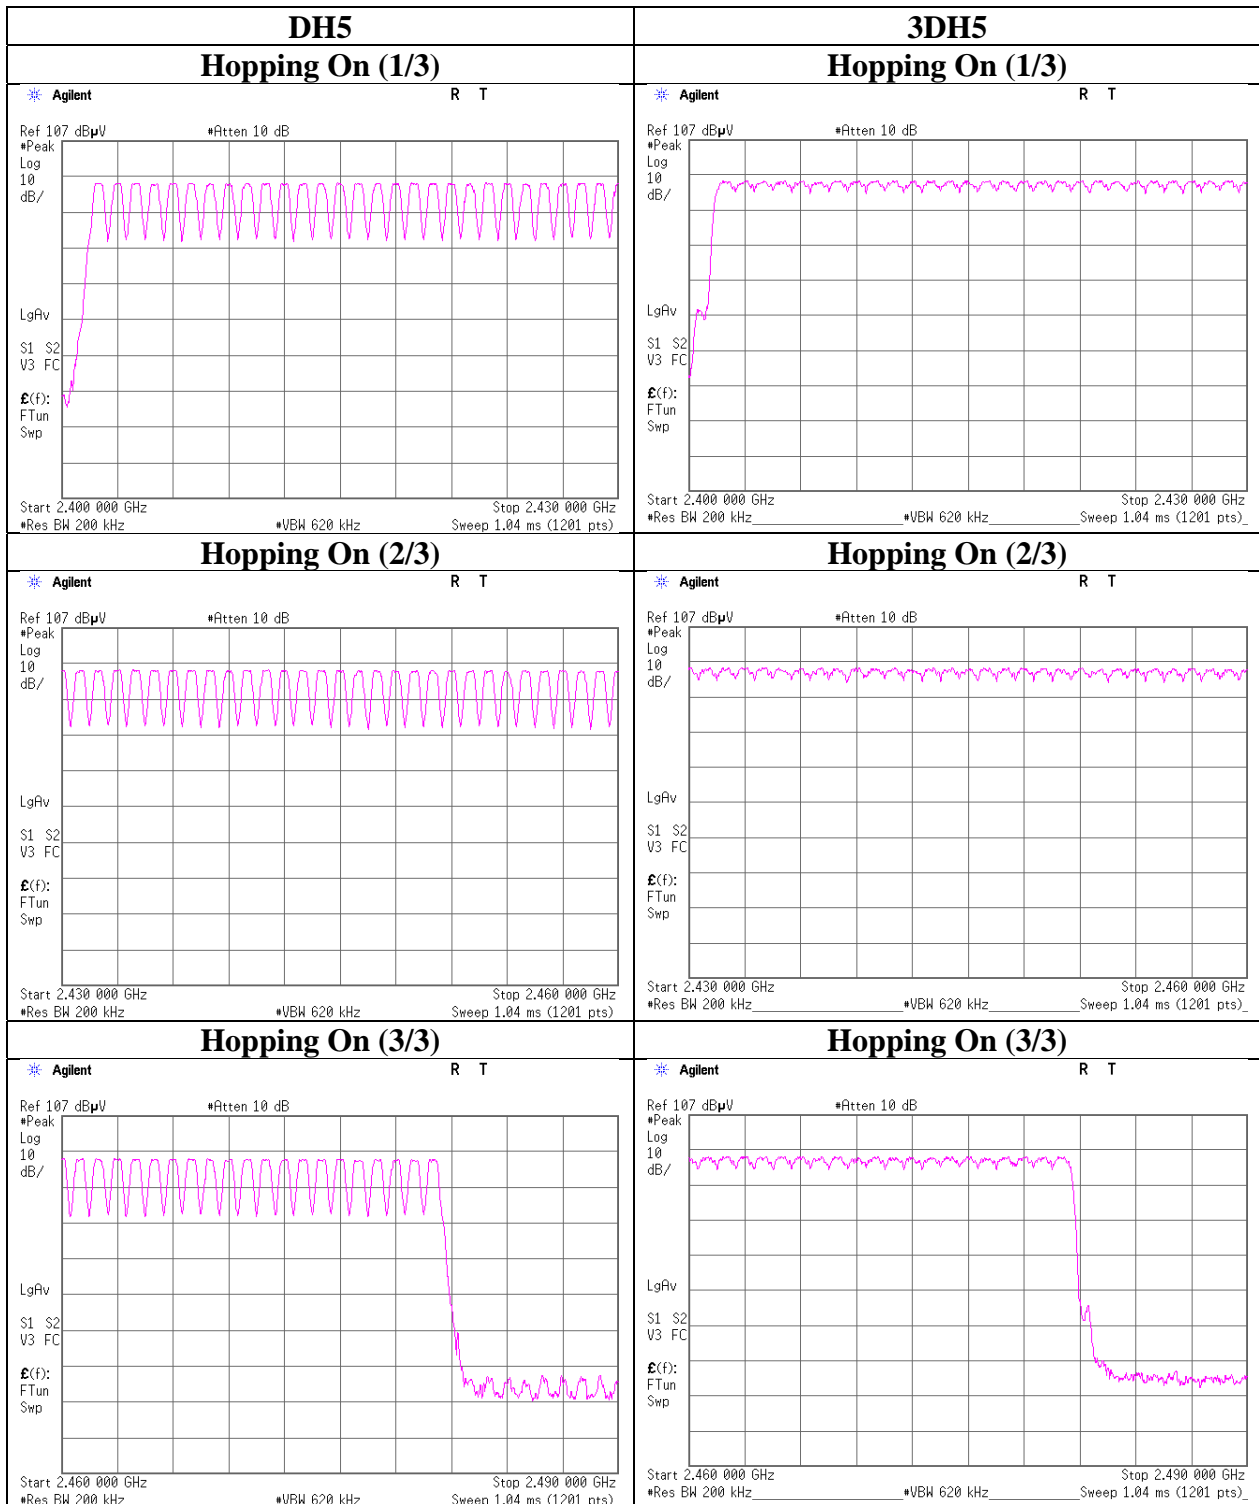 DH5 3DH5
Hopping On (1/3) Hopping On (1/3)
Agilent R T
Ref 107 dBµV #Atten 10 dB
#Peak
Log
10
dB/
LgAv
S1 S2
V3 FC
£(f):
FTun
Swp
Start 2.400 000 GHz Stop 2.430 000 GHz
#Res BW 200 kHz #VBW 620 kHz Sweep 1.04 ms (1201 pts)
Agilent R T
Ref 107 dBµV #Atten 10 dB
#Peak
Log
10
dB/
LgAv
S1 S2
V3 FC
£(f):
FTun
Swp
Start 2.400 000 GHz Stop 2.430 000 GHz
#Res BW 200 kHz #VBW 620 kHz Sweep 1.04 ms (1201 pts)
Hopping On (2/3) Hopping On (2/3)
Agilent R T
Ref 107 dBµV #Atten 10 dB
#Peak
Log
10
dB/
LgAv
S1 S2
V3 FC
£(f):
FTun
Swp
Start 2.430 000 GHz Stop 2.460 000 GHz
#Res BW 200 kHz #VBW 620 kHz Sweep 1.04 ms (1201 pts)
Agilent R T
Ref 107 dBµV #Atten 10 dB
#Peak
Log
10
dB/
LgAv
S1 S2
V3 FC
£(f):
FTun
Swp
Start 2.430 000 GHz Stop 2.460 000 GHz
#Res BW 200 kHz #VBW 620 kHz Sweep 1.04 ms (1201 pts)
Hopping On (3/3) Hopping On (3/3)
Agilent R T
Ref 107 dBµV #Atten 10 dB
#Peak
Log
10
dB/
LgAv
S1 S2
V3 FC
£(f):
FTun
Swp
Start 2.460 000 GHz Stop 2.490 000 GHz
#Res BW 200 kHz #VBW 620 kHz Sweep 1.04 ms (1201 pts)
Agilent R T
Ref 107 dBµV #Atten 10 dB
#Peak
Log
10
dB/
LgAv
S1 S2
V3 FC
£(f):
FTun
Swp
Start 2.460 000 GHz Stop 2.490 000 GHz
#Res BW 200 kHz #VBW 620 kHz Sweep 1.04 ms (1201 pts)